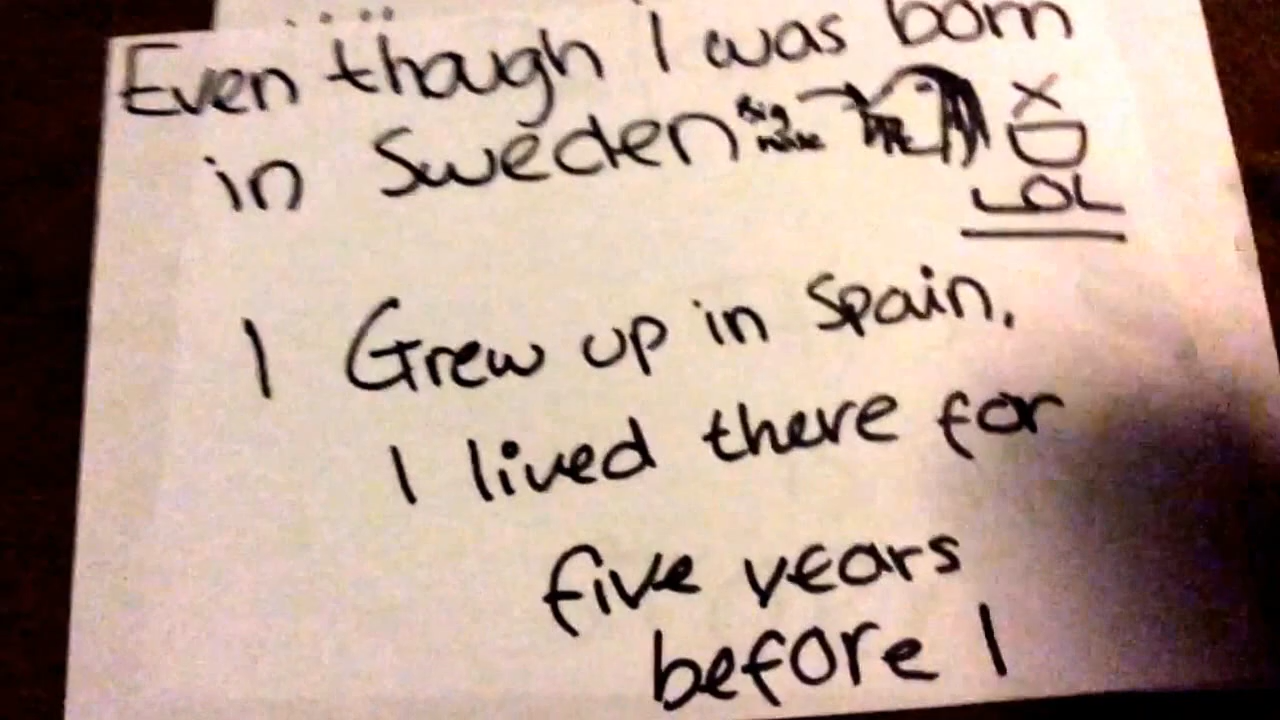 Even though I was born
in Sweden
XD
LOL
I Grew up in Spain.
I lived there for
five years
before I